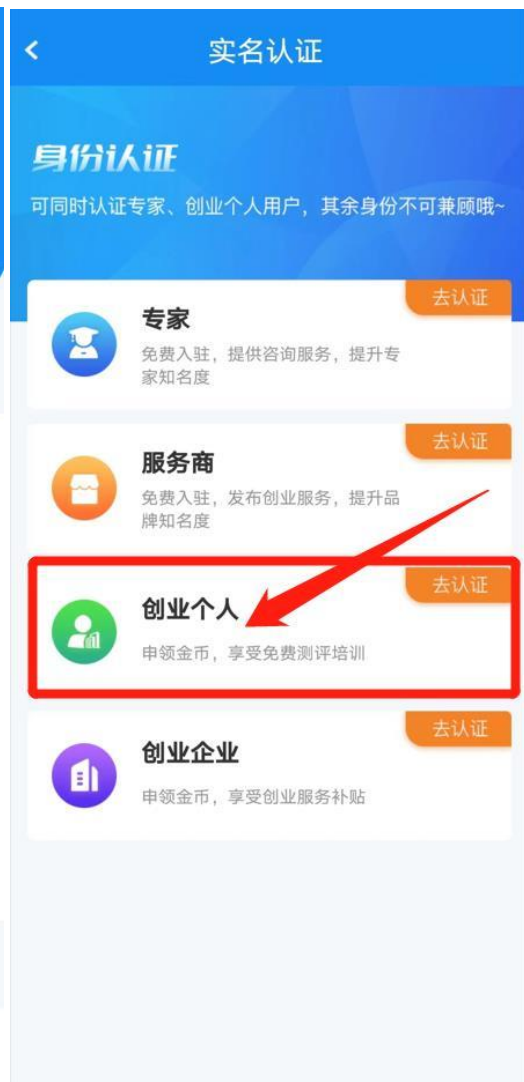 实名认证
身份认证
可同时认证专家、创业个人用户，其余身份不可兼顾哦~
去认证
专家
免费入驻，提供咨询服务，提升专
家知名度
去认证
服务商
免费入驻，发布创业服务，提升品
牌知名度
去认证
创业个人
申领金币，享受免费测评培训
去认证
创业企业
申领金币，享受创业服务补贴